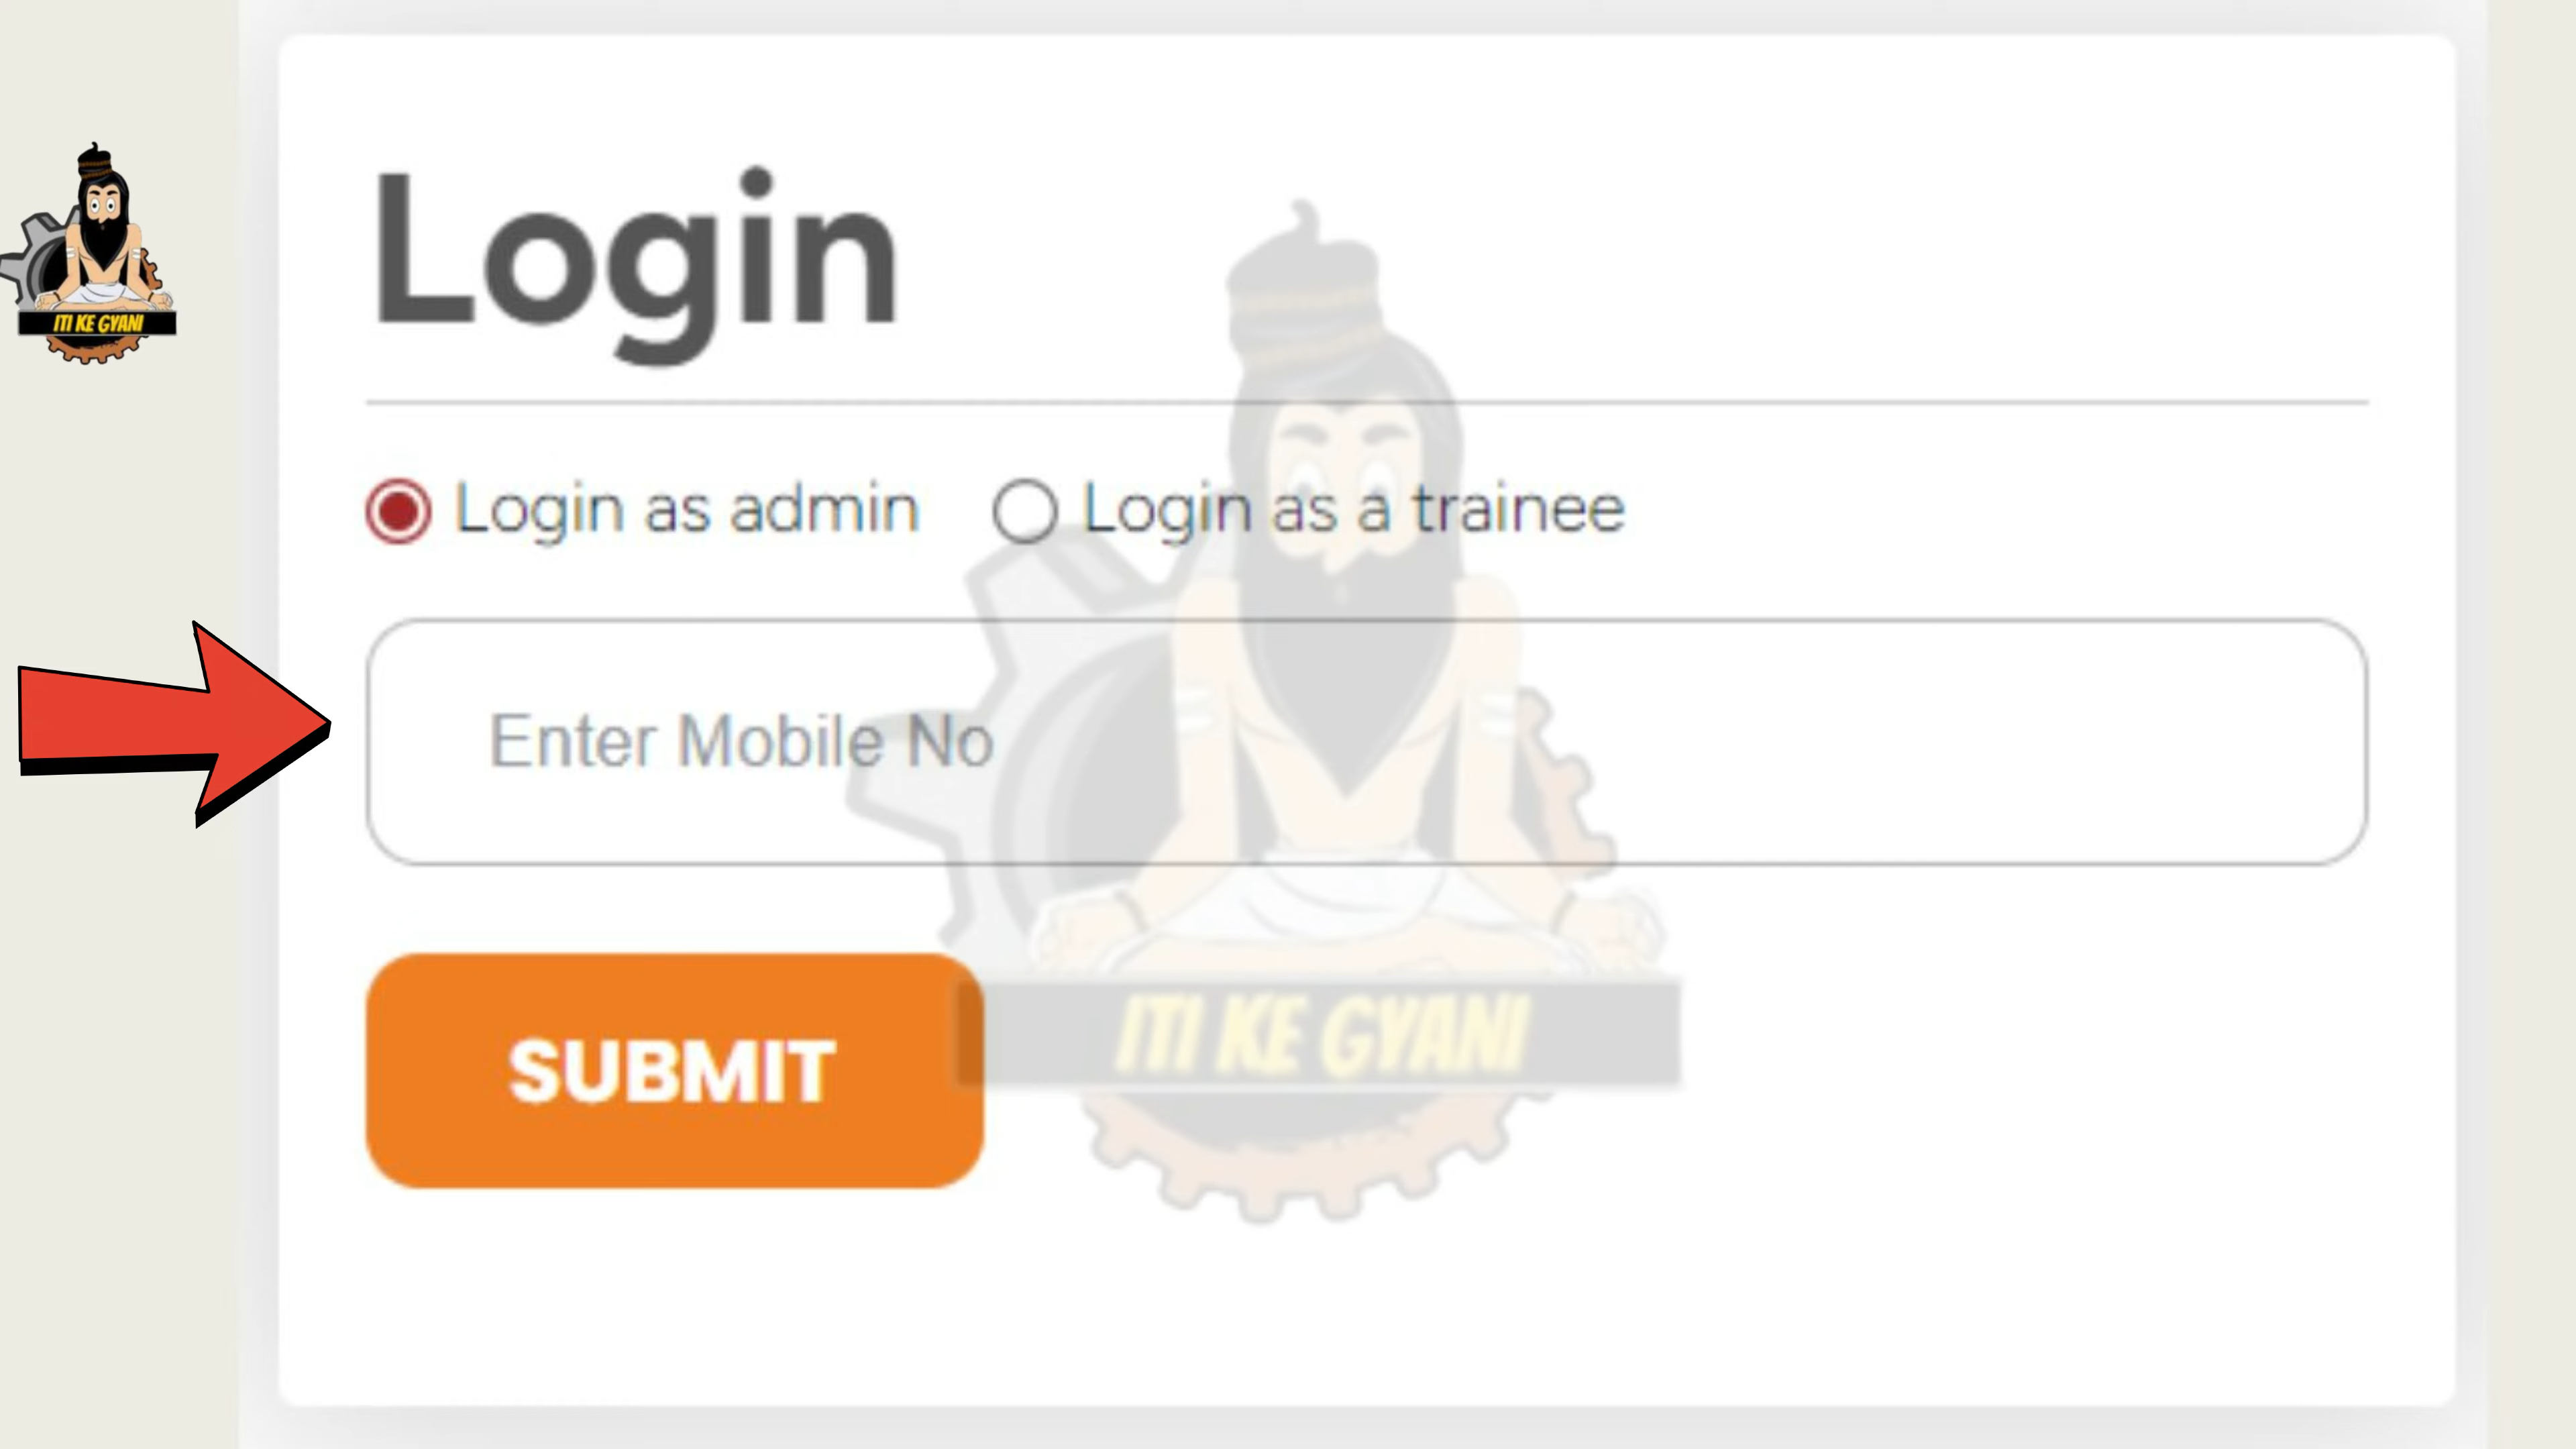 Login
ITI KE GYANI
Login as admin Login as a trainee
Enter Mobile No
SUBMIT
ITI KE GYANI